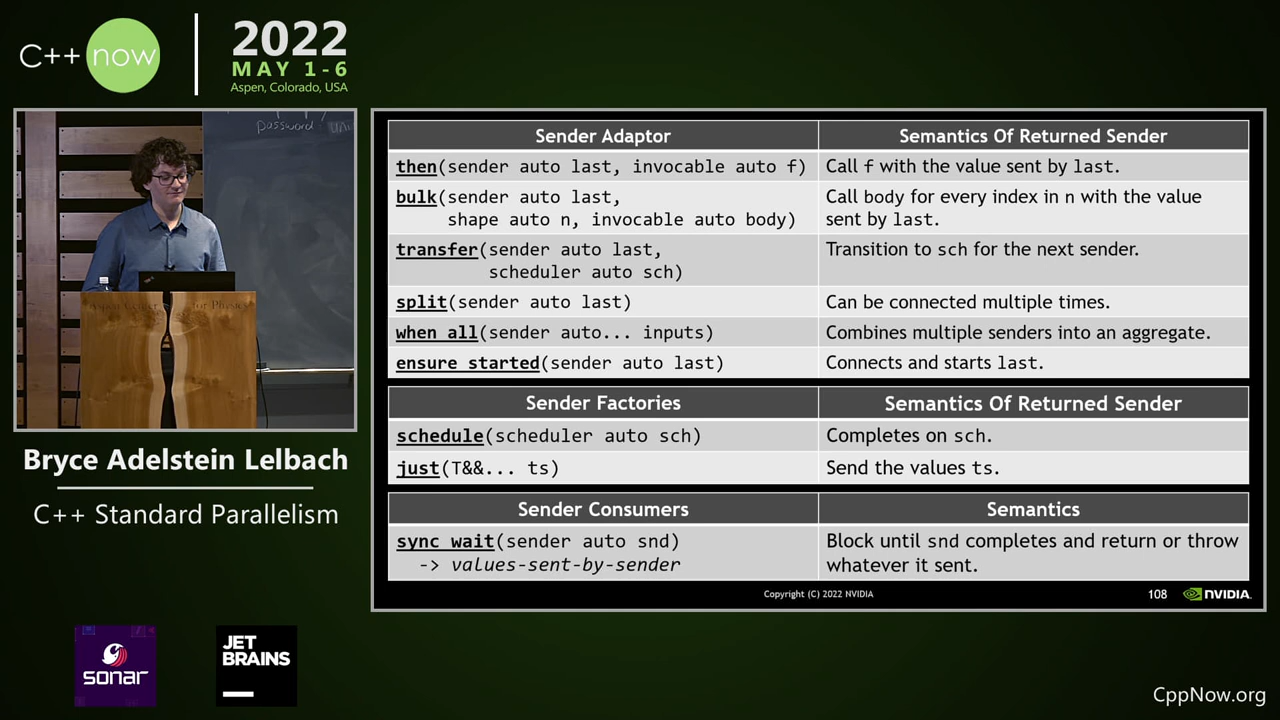 C++ now
2022
MAY 1-6
Aspen, Colorado, USA
password
Aspen Center for Physics
Bryce Adelstein Lelbach
C++ Standard Parallelism
Sender Adaptor
Semantics Of Returned Sender
then(sender auto last, invocable auto f)
Call f with the value sent by last.
bulk(sender auto last,
shape auto n, invocable auto body)
Call body for every index in n with the value
sent by last.
transfer(sender auto last,
scheduler auto sch)
Transition to sch for the next sender.
split(sender auto last)
Can be connected multiple times.
when_all(sender auto... inputs)
Combines multiple senders into an aggregate.
ensure_started(sender auto last)
Connects and starts last.
Sender Factories
Semantics Of Returned Sender
schedule(scheduler auto sch)
Completes on sch.
just(T&&... ts)
Send the values ts.
Sender Consumers
Semantics
sync_wait(sender auto snd)
-> values-sent-by-sender
Block until snd completes and return or throw
whatever it sent.
Copyright (C) 2022 NVIDIA
108
NVIDIA.
sonar
JET
BRAINS
CppNow.org